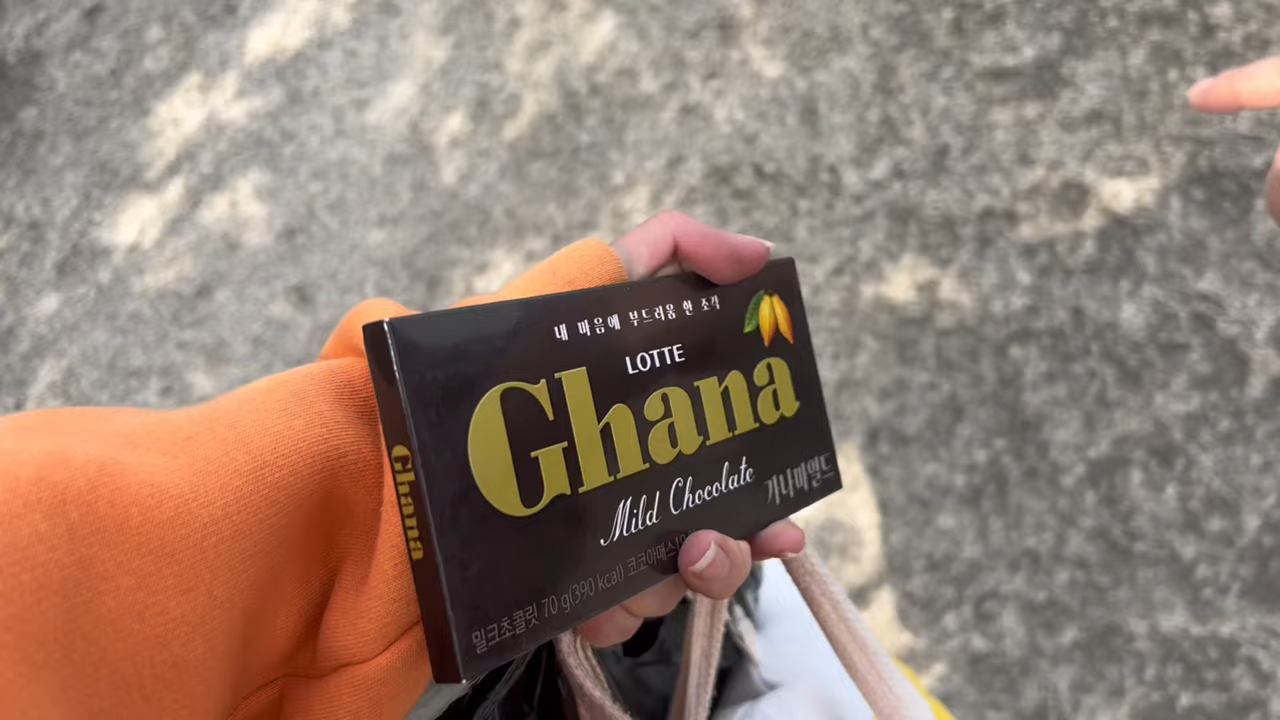 내 마음에 부드러움 한 조각
LOTTE
Ghana
Mild Chocolate
가나마일드
밀크초콜릿 70 g(390 kcal) 코코아매스
Ghana